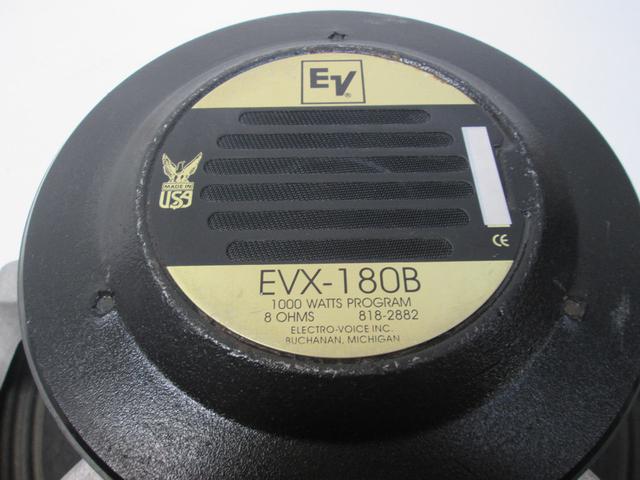 EV®
MADE IN
USA
CE
EVX-180B
1000 WATTS PROGRAM
8 OHMS 818-2882
ELECTRO-VOICE INC.
BUCHANAN, MICHIGAN